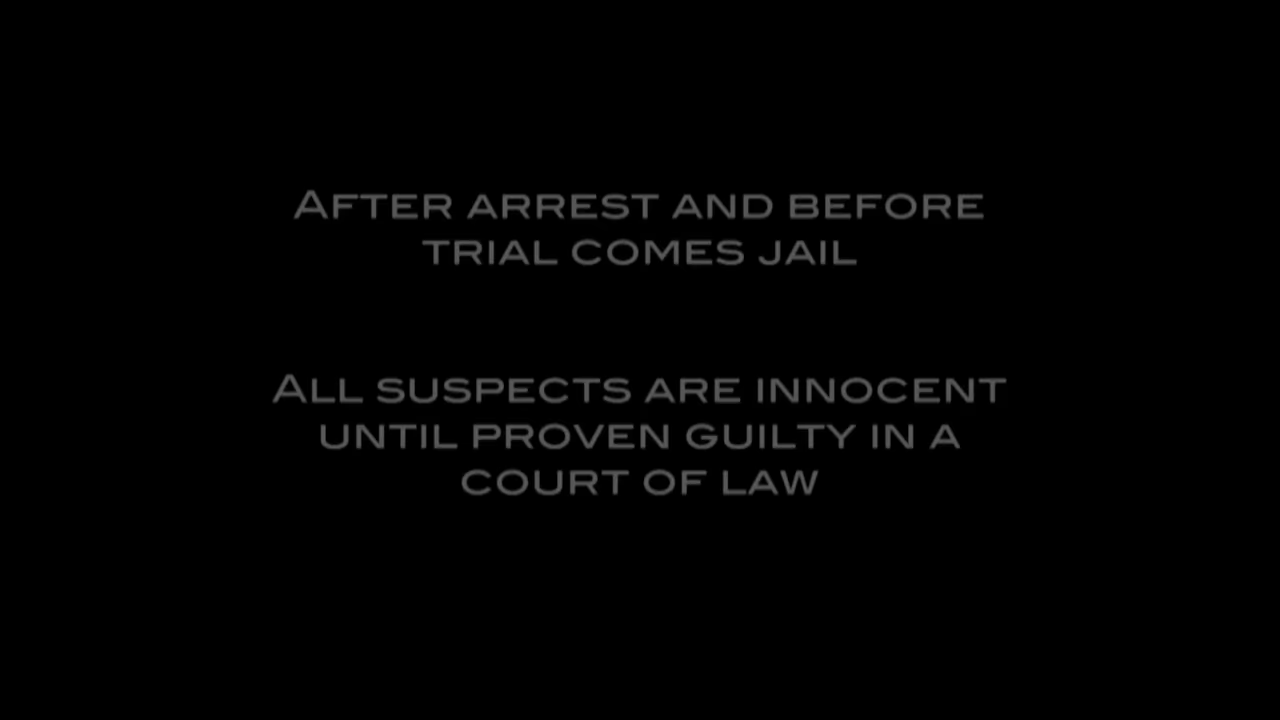 After arrest and before
trial comes jail
All suspects are innocent
until proven guilty in a
court of law